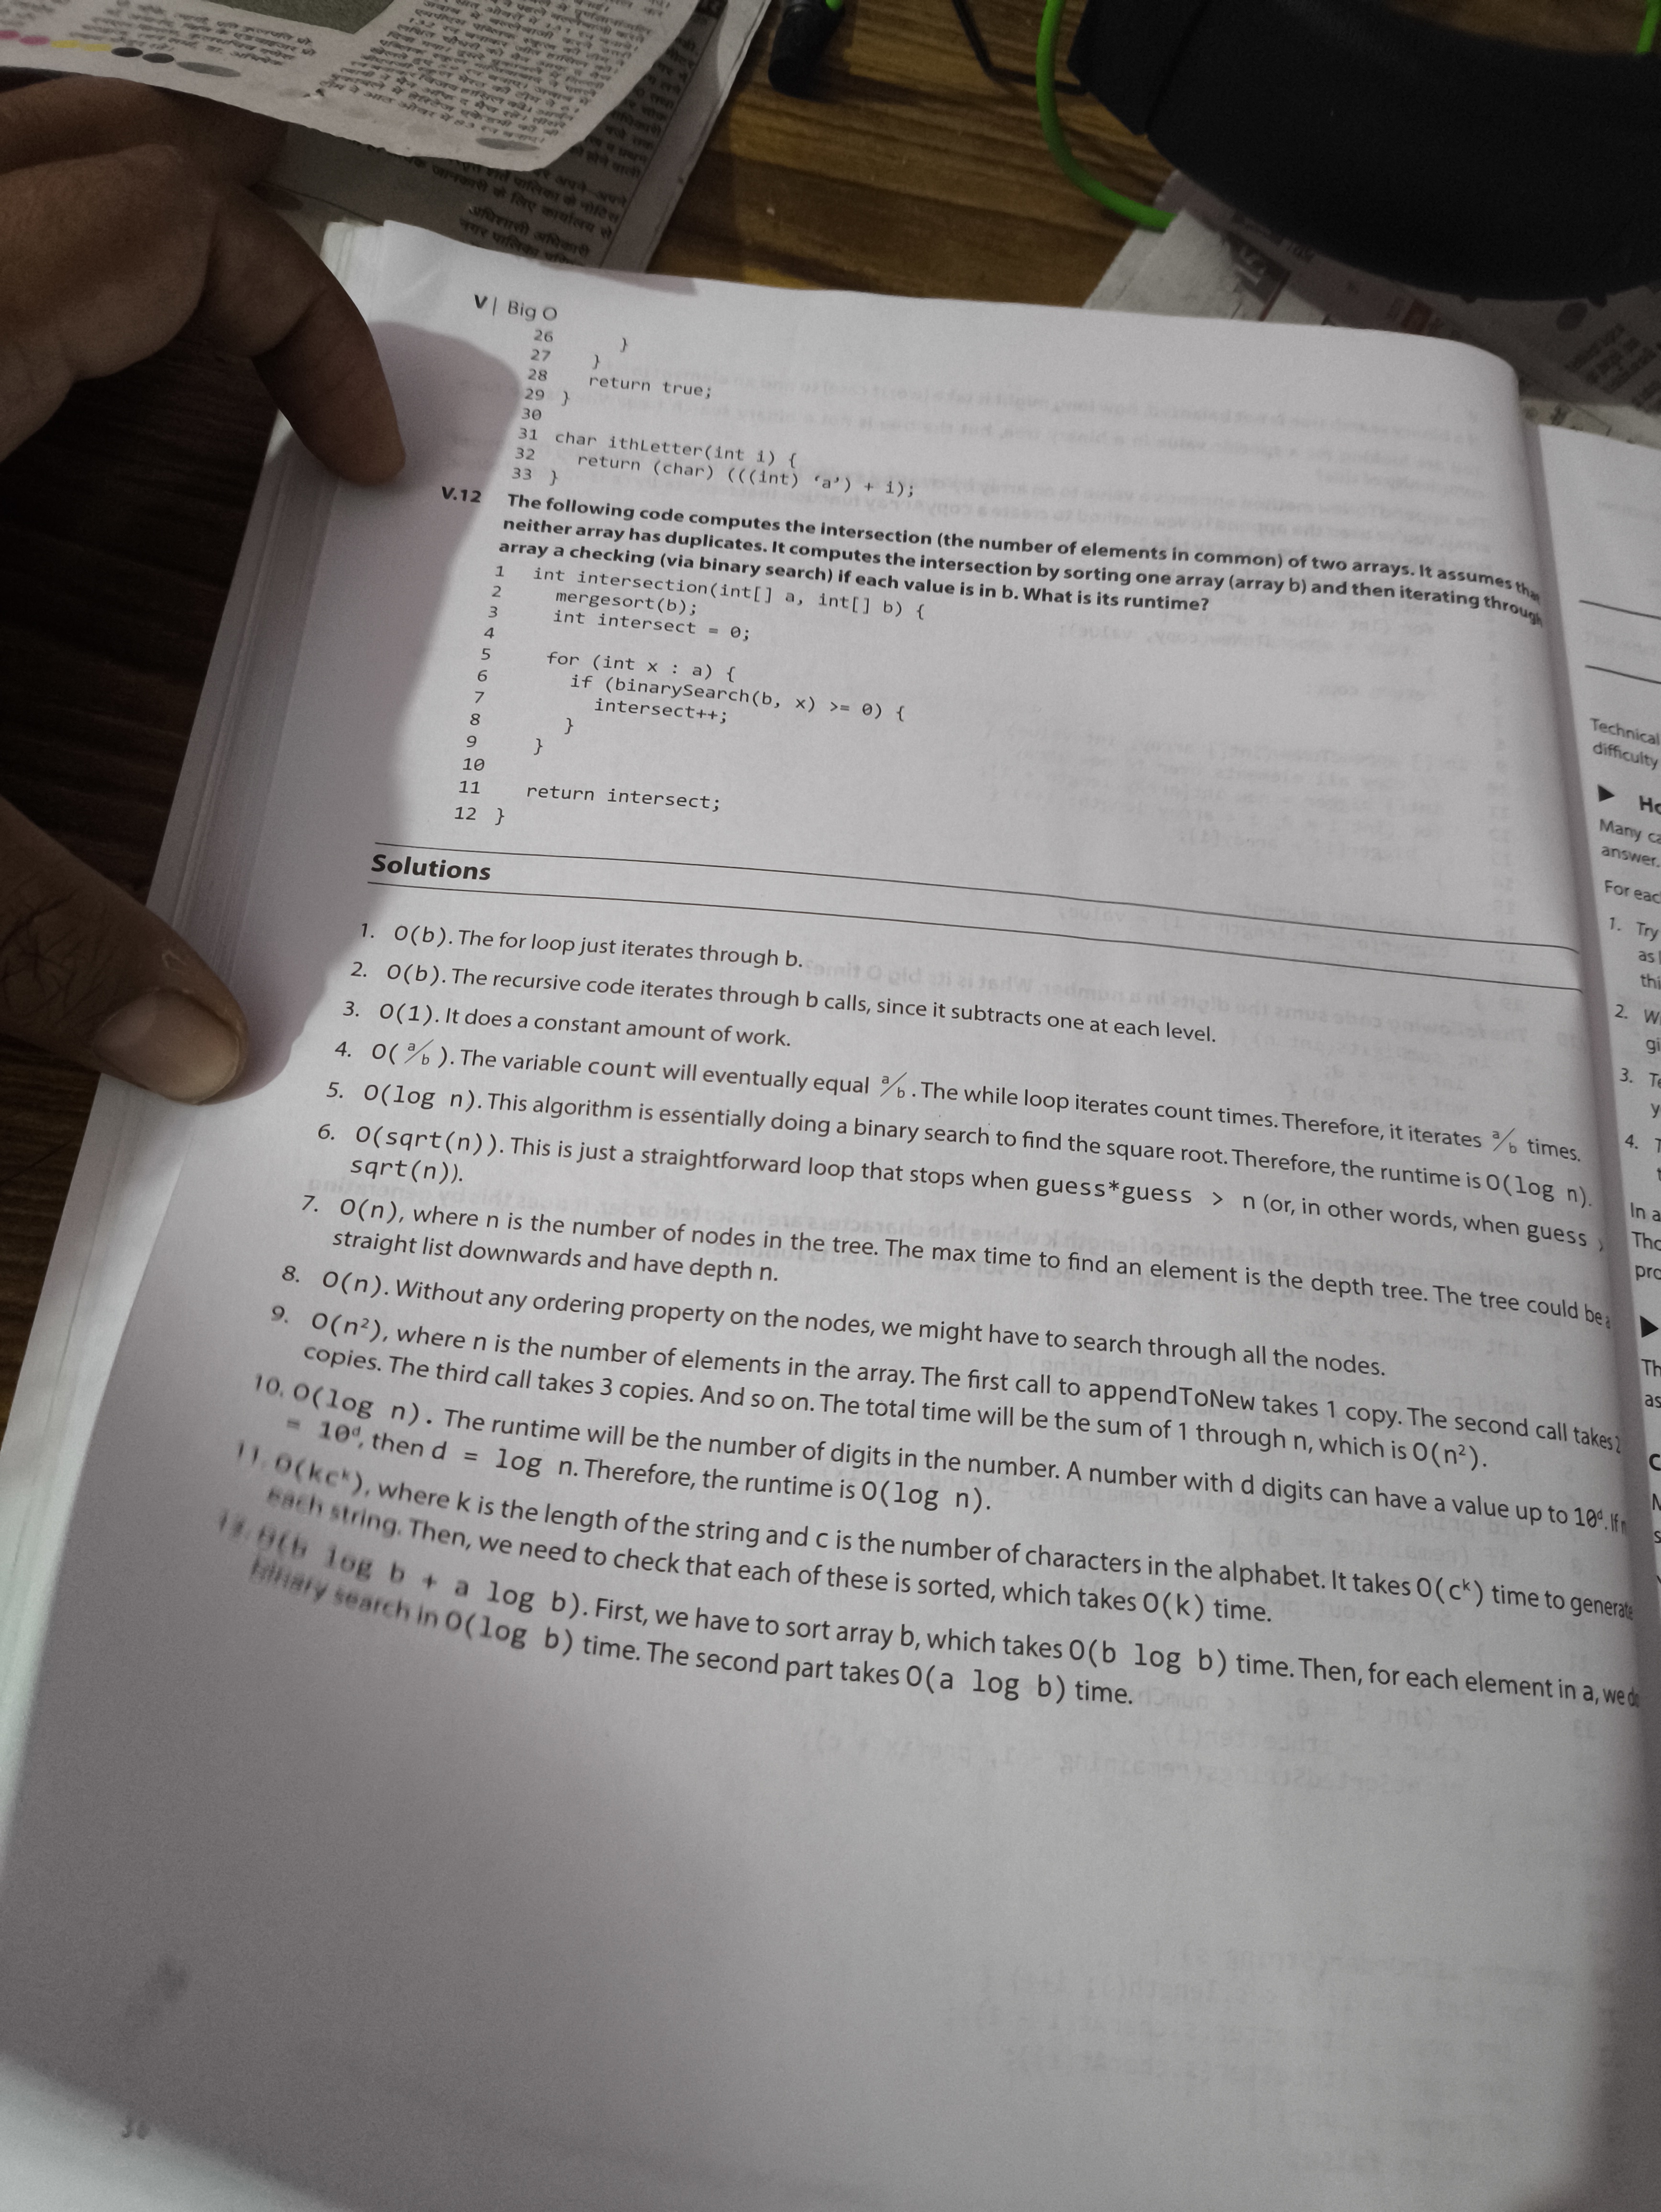 V | Big O
26 }
27 }
28 return true;
29 }
30
31 char ithLetter(int i) {
32 return (char) (((int) ‘a’) + i);
33 }
V.12 The following code computes the intersection (the number of elements in common) of two arrays. It assumes that
neither array has duplicates. It computes the intersection by sorting one array (array b) and then iterating through
array a checking (via binary search) if each value is in b. What is its runtime?
1 int intersection(int[] a, int[] b) {
2 mergesort(b);
3 int intersect = 0;
4
5 for (int x : a) {
6 if (binarySearch(b, x) >= 0) {
7 intersect++;
8 }
9 }
10
11 return intersect;
12 }
Solutions
1. O(b). The for loop just iterates through b.
2. O(b). The recursive code iterates through b calls, since it subtracts one at each level.
3. O(1). It does a constant amount of work.
4. O( a/b ). The variable count will eventually equal a/b . The while loop iterates count times. Therefore, it iterates a/b times.
5. O(log n). This algorithm is essentially doing a binary search to find the square root. Therefore, the runtime is O(log n).
6. O(sqrt(n)). This is just a straightforward loop that stops when guess*guess > n (or, in other words, when guess >
sqrt(n)).
7. O(n), where n is the number of nodes in the tree. The max time to find an element is the depth tree. The tree could be a
straight list downwards and have depth n.
8. O(n). Without any ordering property on the nodes, we might have to search through all the nodes.
9. O(n²), where n is the number of elements in the array. The first call to appendToNew takes 1 copy. The second call takes 2
copies. The third call takes 3 copies. And so on. The total time will be the sum of 1 through n, which is O(n²).
10. O(log n). The runtime will be the number of digits in the number. A number with d digits can have a value up to 10ᵈ. If n
= 10ᵈ, then d = log n. Therefore, the runtime is O(log n).
11. O(kcᵏ), where k is the length of the string and c is the number of characters in the alphabet. It takes O(cᵏ) time to generate
each string. Then, we need to check that each of these is sorted, which takes O(k) time.
12. O(b log b + a log b). First, we have to sort array b, which takes O(b log b) time. Then, for each element in a, we do
binary search in O(log b) time. The second part takes O(a log b) time.
Technical
difficulty
Many
answer.
For
1. Try
as
2.
3.
4.
In a